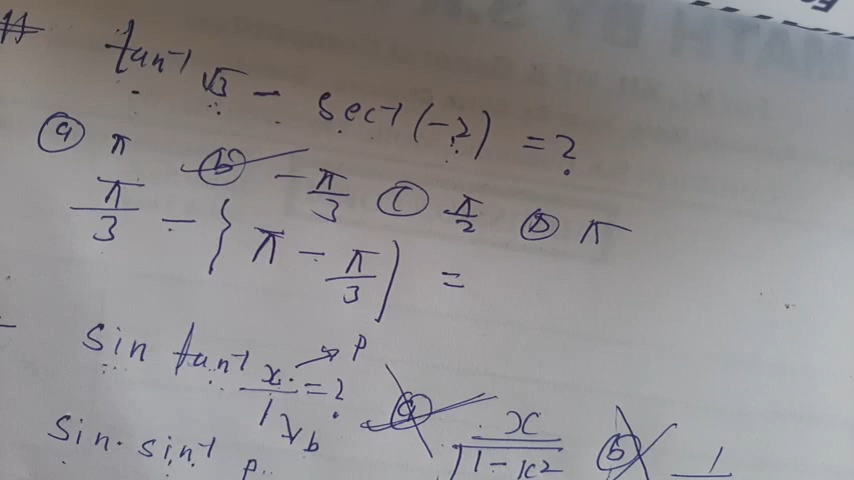 tan⁻¹ √3 - sec⁻¹ (-2) = ?
(a) π (b) -π/3 (c) π/2 (D) π
π/3 - { π - π/3 ) =
sin tan⁻¹ x/1 = ? → p b (a) x/√1-x² (b) 1
sin. sin⁻¹ p